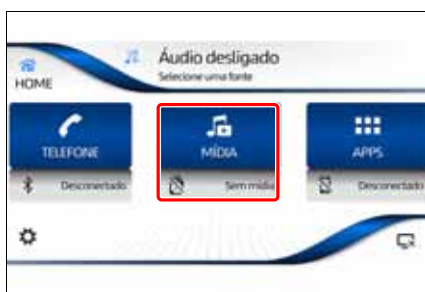 Áudio desligado
Selecione uma fonte
HOME
TELEFONE
MÍDIA
APPS
Desconectado
Sem mídia
Desconectado